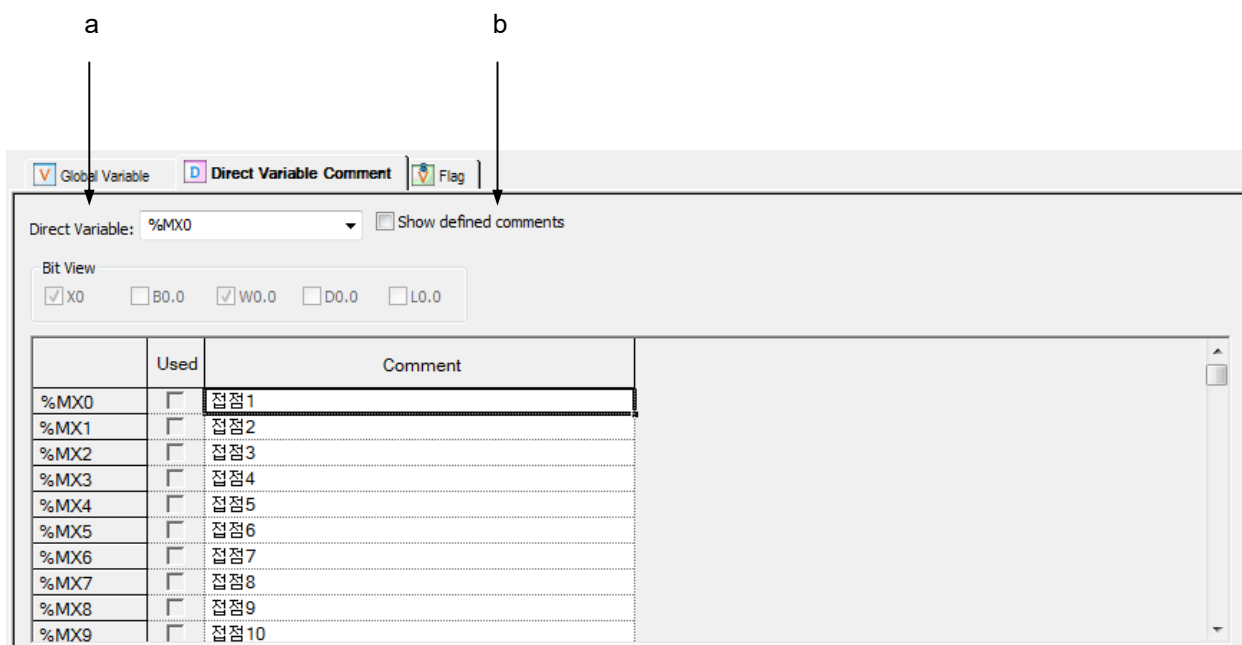 a b
Global Variable Direct Variable Comment Flag
Direct Variable: %MX0 Show defined comments
Bit View
X0 B0.0 W0.0 D0.0 L0.0
Used Comment
%MX0 접점1
%MX1 접점2
%MX2 접점3
%MX3 접점4
%MX4 접점5
%MX5 접점6
%MX6 접점7
%MX7 접점8
%MX8 접점9
%MX9 접점10